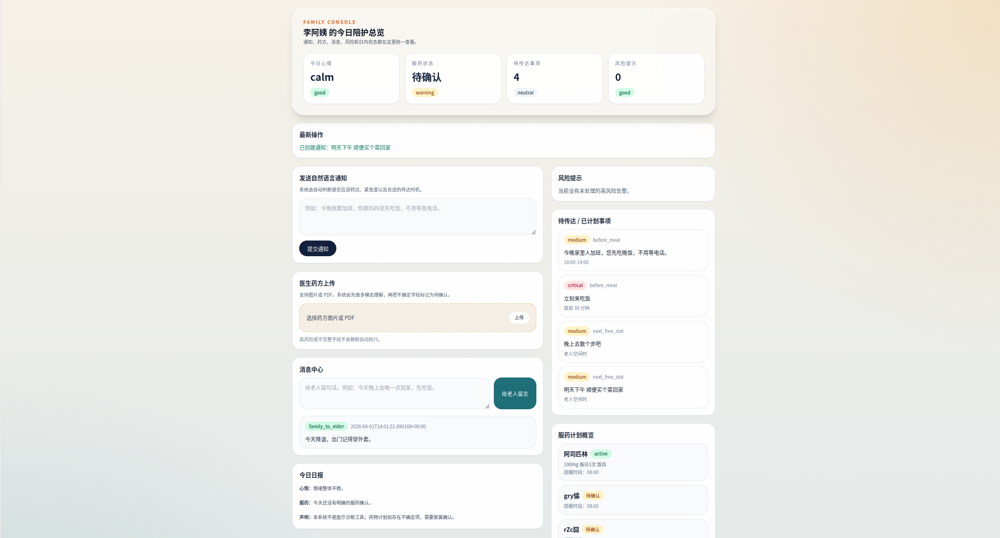 FAMILY CONSOLE
李阿姨 的今日陪护总览
通知、药方、消息、风险和日内状态都在这里统一查看。
今日心情
calm
good
服药状态
待确认
warning
待传达事项
4
neutral
风险提示
0
good
最新操作
已创建通知：明天下午 顺便买个菜回家
发送自然语言通知
系统会自动判断是否应该转达、紧急度以及合适的传达时机。
例如：今晚我要加班，你跟妈妈说先吃饭，不用等我电话。
提交通知
医生药方上传
支持图片或 PDF。系统会先做多模态理解，再把不确定字段标记为待确认。
选择药方图片或 PDF
上传
高风险或不完整字段不会静默自动执行。
消息中心
给老人留句话，例如：今天晚上会晚一点到家，先吃饭。
给老人留言
family_to_elder 2026-04-01T14:01:51.890168+00:00
今天降温，出门记得穿外套。
今日日报
心情：情绪整体平稳。
服药：今天还没有明确的服药确认。
声明：本系统不是医疗诊断工具；药物计划如存在不确定项，需要家属确认。
风险提示
当前没有未处理的高风险告警。
待传达 / 已计划事项
medium before_meal
今晚家里人加班，您先吃晚饭，不用等电话。
18:00-19:00
critical before_meal
立刻来吃饭
饭前 30 分钟
medium next_free_slot
晚上去散个步吧
老人空闲时
medium next_free_slot
明天下午 顺便买个菜回家
老人空闲时
服药计划概览
阿司匹林 active
100mg 每日1次 饭后
提醒时段：08:00
gry恊 待确认
提醒时段：08:00
rZc囧 待确认